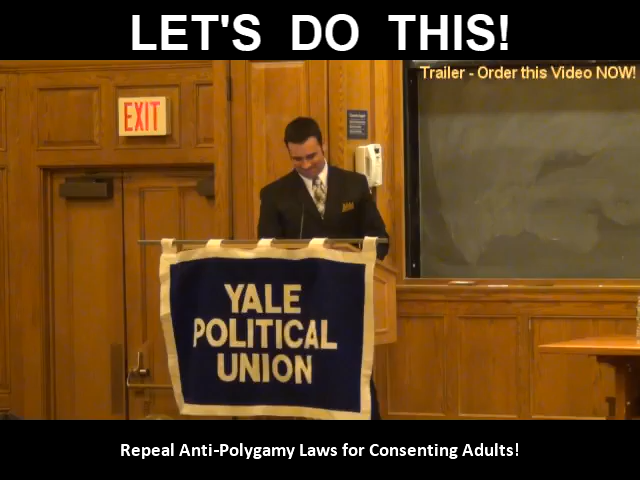 LET'S DO THIS!
Trailer - Order this Video NOW!
EXIT
YALE
POLITICAL
UNION
Repeal Anti-Polygamy Laws for Consenting Adults!